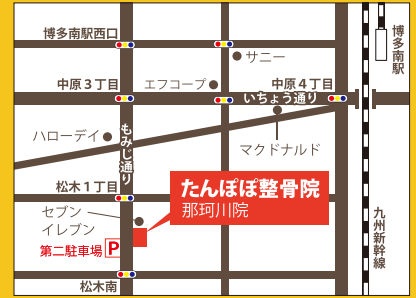 博多南駅西口
博多南駅
サニー
中原3丁目
エフコープ
中原4丁目
いちょう通り
ハローデイ
もみじ通り
マクドナルド
松木1丁目
たんぽぽ整骨院
那珂川院
セブン
イレブン
第二駐車場 P
九州新幹線
松木南